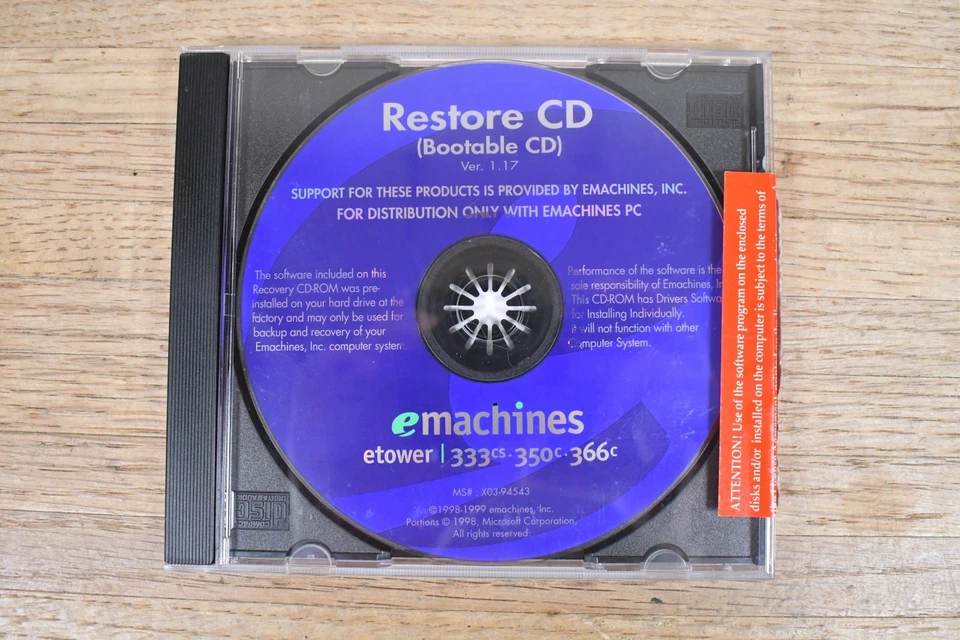 Restore CD
(Bootable CD)
Ver. 1.17
SUPPORT FOR THESE PRODUCTS IS PROVIDED BY EMACHINES, INC.
FOR DISTRIBUTION ONLY WITH EMACHINES PC
The software included on this
Recovery CD-ROM was pre-
installed on your hard drive at the
factory and may only be used for
backup and recovery of your
Emachines, Inc. computer system.
Performance of the software is the
sole responsibility of Emachines,
This CD-ROM has Drivers
for Installing Individually.
it will not function with other
Computer System.
emachines
etower | 333cs · 350c · 366c
MS# : X03-94543
©1998-1999 emachines, Inc.
Portions © 1998, Microsoft Corporation,
All rights reserved.
ATTENTION! Use of the software program on the enclosed
disks and/or installed on the computer is subject to the terms of
COMPACT
disc
DIGITAL AUDIO